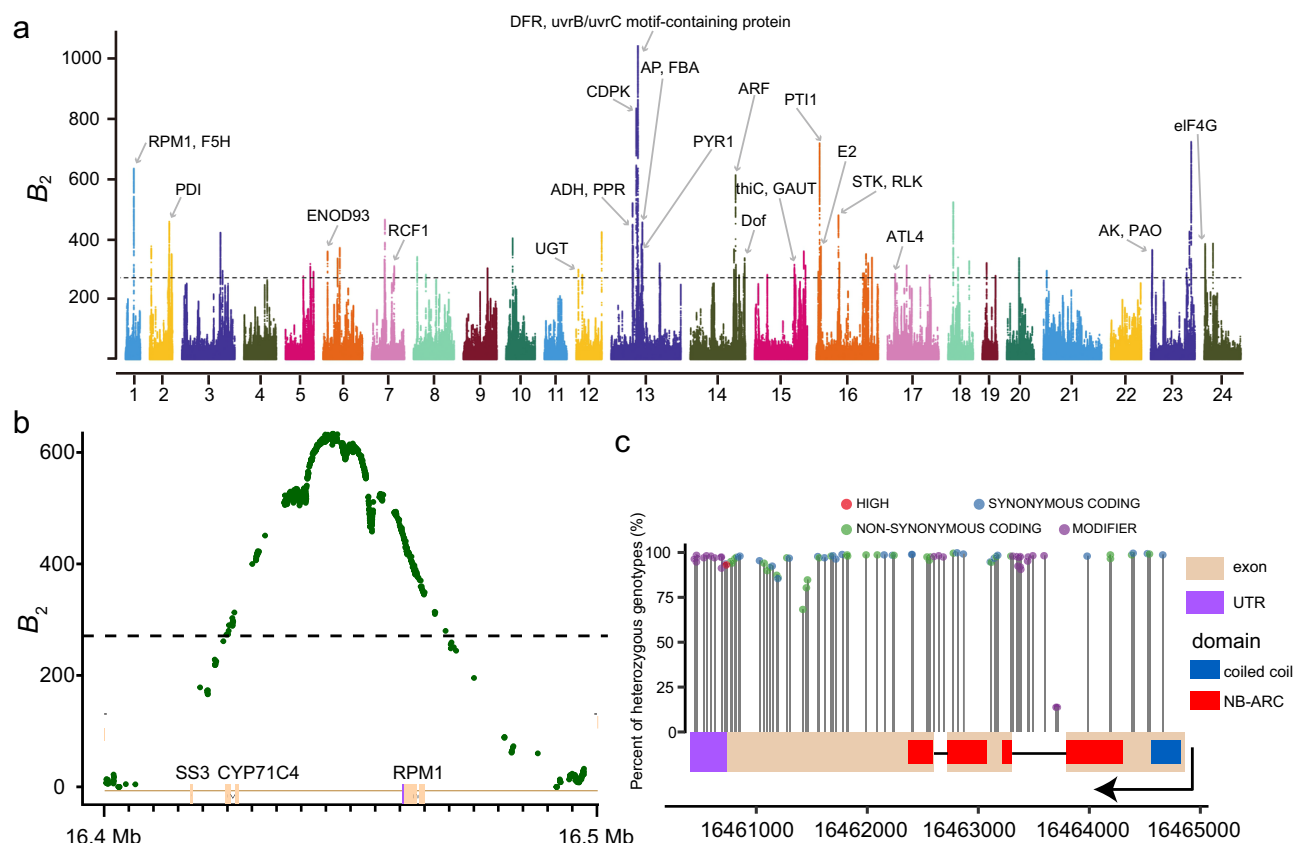 a
DFR, uvrB/uvrC motif-containing protein
1000
AP, FBA
CDPK
ARF
PTI1
800
eIF4G
RPM1, F5H
PYR1
E2
B2
600
PDI
ADH, PPR
thiC, GAUT
STK, RLK
ENOD93
RCF1
Dof
400
UGT
ATL4
AK, PAO
200
0
1 2 3 4 5 6 7 8 9 10 11 12 13 14 15 16 17 18 19 20 21 22 23 24
b
600
B2
400
200
0
SS3 CYP71C4 RPM1
16.4 Mb 16.5 Mb
c
HIGH SYNONYMOUS CODING
NON-SYNONYMOUS CODING MODIFIER
Percent of heterozygous genotypes (%)
100
75
50
25
0
exon
UTR
domain
coiled coil
NB-ARC
16461000 16462000 16463000 16464000 16465000